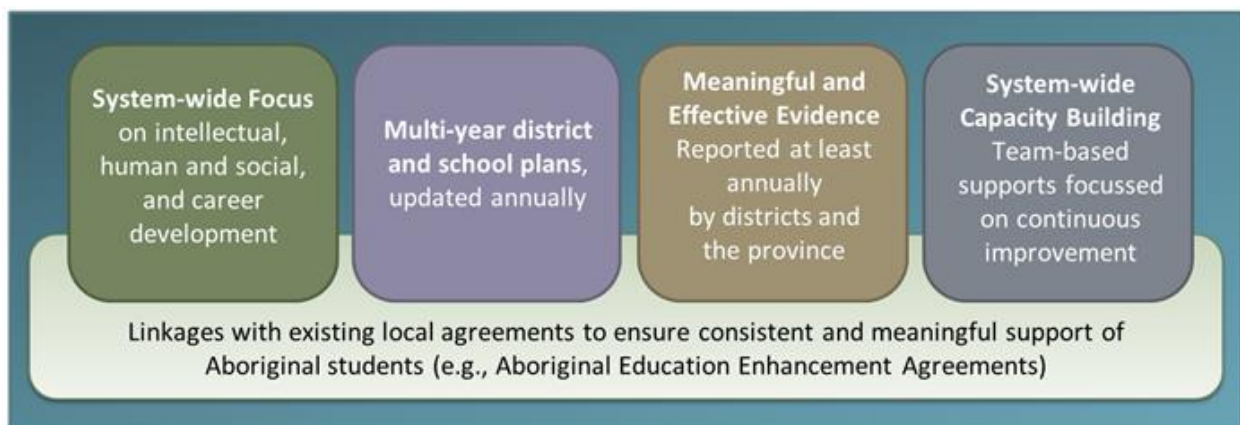 System-wide Focus
on intellectual,
human and social,
and career
development
Multi-year district
and school plans,
updated annually
Meaningful and
Effective Evidence
Reported at least
annually
by districts and
the province
System-wide
Capacity Building
Team-based
supports focussed
on continuous
improvement
Linkages with existing local agreements to ensure consistent and meaningful support of
Aboriginal students (e.g., Aboriginal Education Enhancement Agreements)